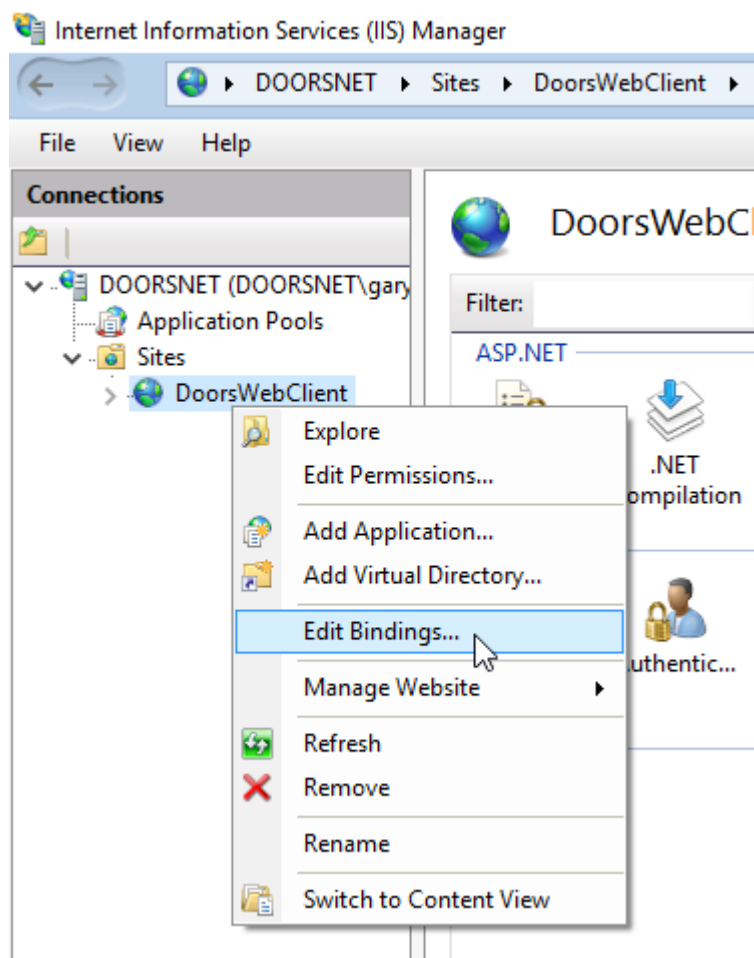 Internet Information Services (IIS) Manager
DOORSNET Sites DoorsWebClient
File View Help
Connections
DOORSNET (DOORSNET\gary
Application Pools
Sites
DoorsWebClient
DoorsWebCl
Filter:
ASP.NET
.NET
ompilation
uthentic...
Explore
Edit Permissions...
Add Application...
Add Virtual Directory...
Edit Bindings...
Manage Website
Refresh
Remove
Rename
Switch to Content View